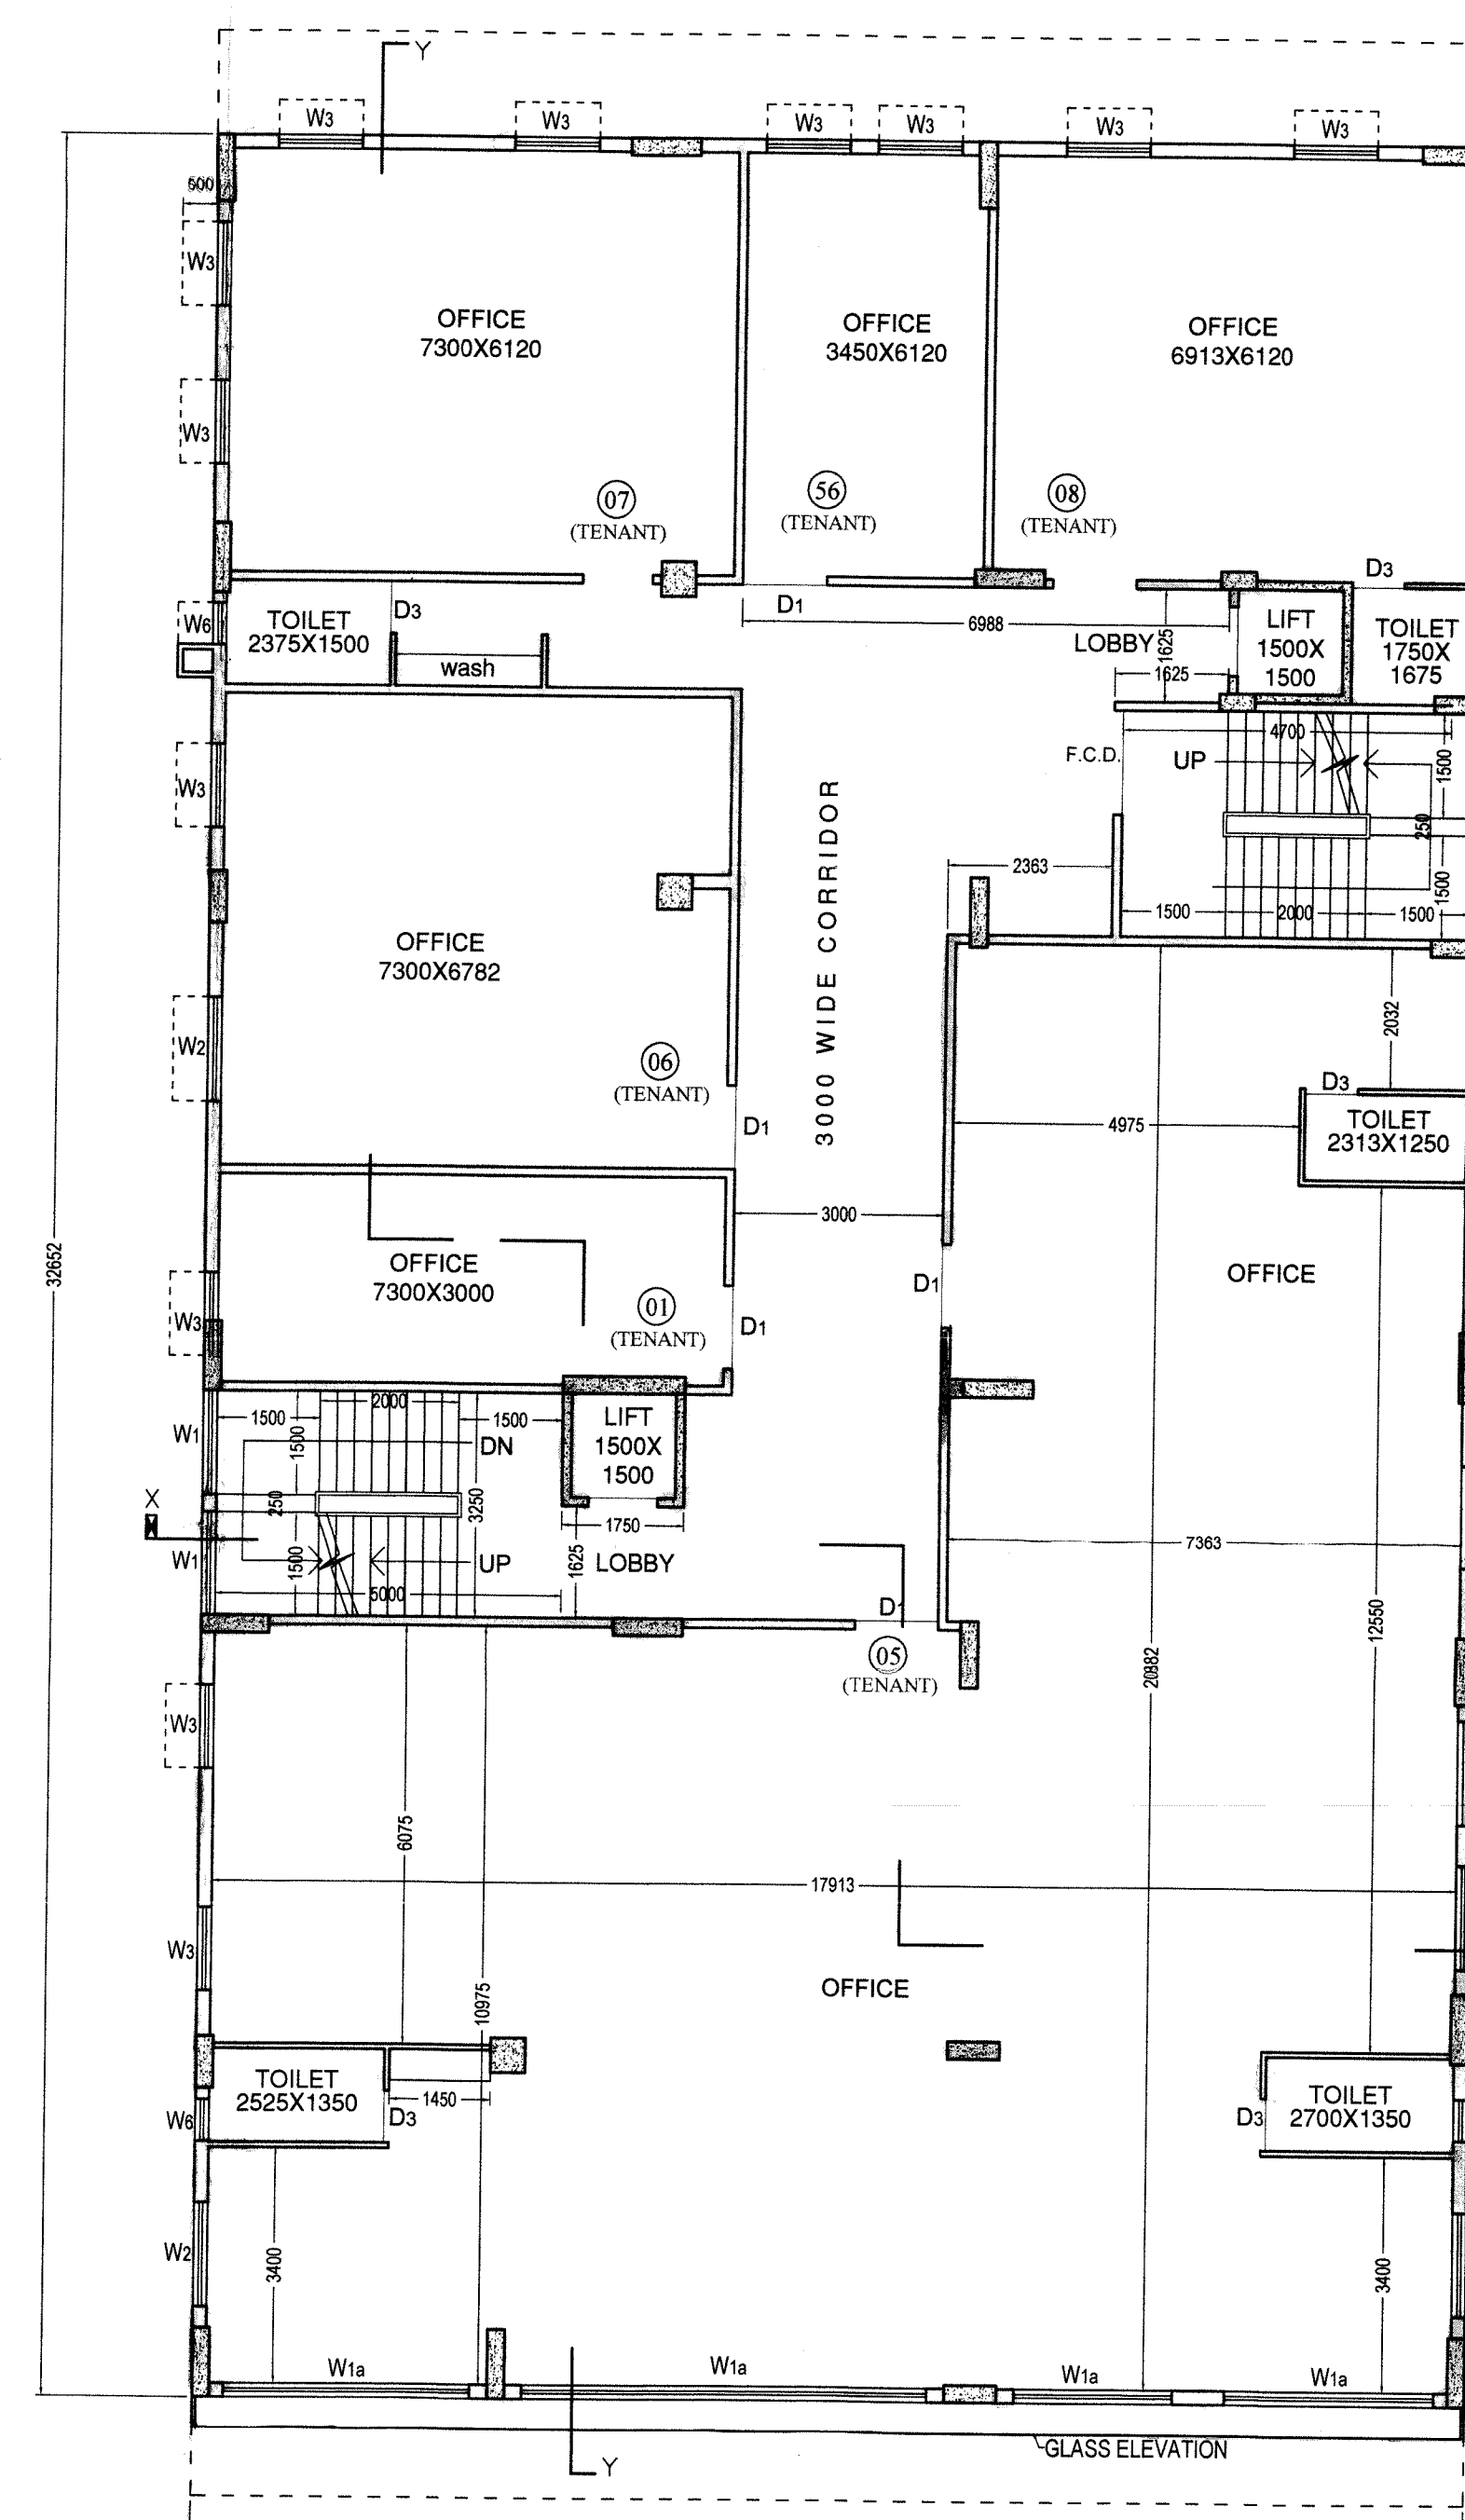 Y
W3
W3
W3
W3
W3
W3
600
W3
OFFICE
7300X6120
OFFICE
3450X6120
OFFICE
6913X6120
W3
07
(TENANT)
56
(TENANT)
08
(TENANT)
D3
W6
TOILET
2375X1500
D3
wash
D1
6988
LOBBY
1625
1625
LIFT
1500X
1500
TOILET
1750X
1675
4700
F.C.D.
UP
1500
250
1500
W3
3000 WIDE CORRIDOR
2363
1500
2000
1500
OFFICE
7300X6782
W2
06
(TENANT)
D1
2032
D3
4975
TOILET
2313X1250
3000
32652
OFFICE
7300X3000
01
(TENANT)
W3
D1
D1
OFFICE
2000
1500
1500
1500
W1
DN
LIFT
1500X
1500
X
250
3250
1750
W1
1500
UP
1625
LOBBY
5000
7363
D1
05
(TENANT)
12550
20882
W3
6075
17913
W3
10975
OFFICE
TOILET
2525X1350
1450
W6
D3
D3
TOILET
2700X1350
W2
3400
3400
W1a
W1a
W1a
W1a
GLASS ELEVATION
Y